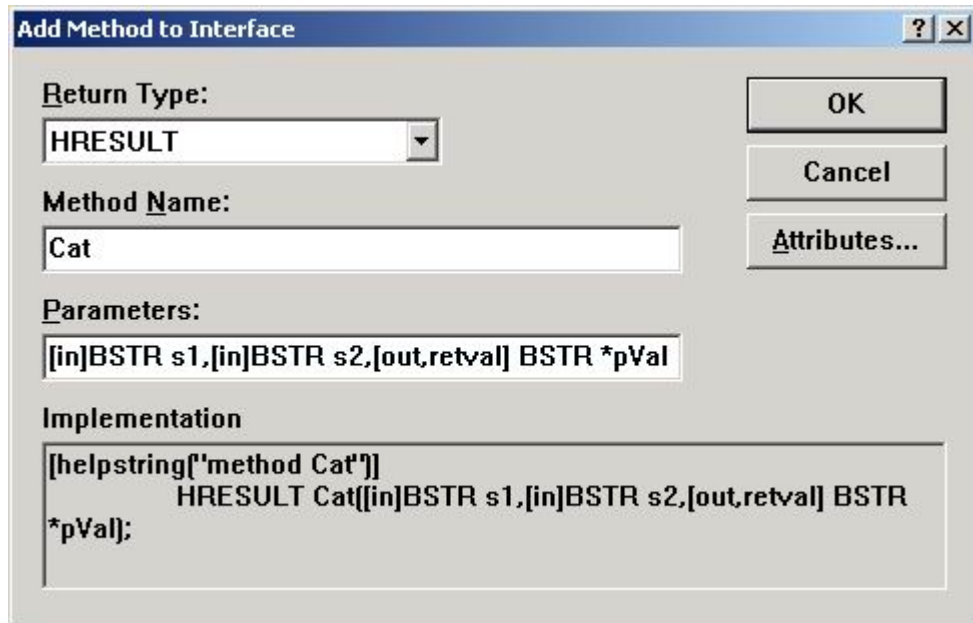 Add Method to Interface
Return Type:
HRESULT
OK
Cancel
Method Name:
Cat
Attributes...
Parameters:
[in]BSTR s1,[in]BSTR s2,[out,retval] BSTR *pVal
Implementation
[helpstring("method Cat")]
HRESULT Cat([in]BSTR s1,[in]BSTR s2,[out,retval] BSTR
*pVal);